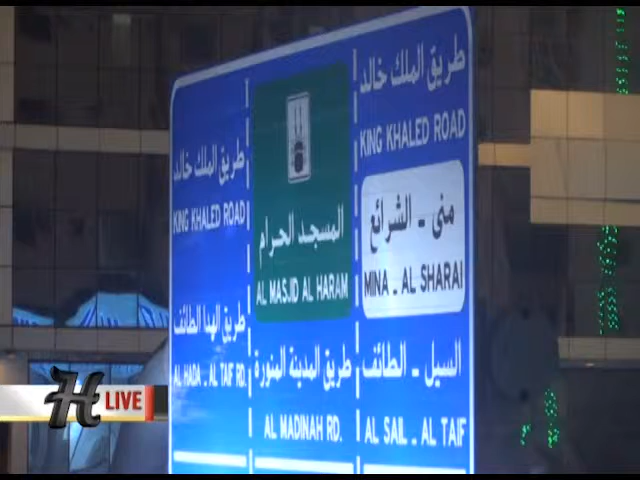 طريق الملك خالد
KING KHALED ROAD
طريق الهدا الطائف
AL HADA - AL TAIF RD.
المسجد الحرام
AL MASJID AL HARAM
طريق المدينة المنورة
AL MADINAH RD.
طريق الملك خالد
KING KHALED ROAD
منى - الشرائع
MINA - AL SHARAI
السيل - الطائف
AL SAIL - AL TAIF
H LIVE